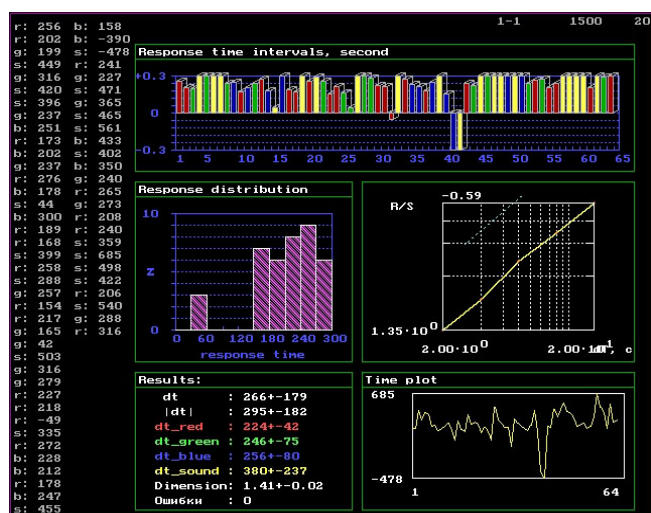 1-1 1500 20
r: 256 b: 158
r: 202 b: -390
g: 199 s: -478
s: 449 r: 241
g: 316 g: 227
s: 420 s: 471
s: 396 g: 365
g: 237 s: 465
b: 251 s: 561
r: 173 b: 433
b: 202 s: 402
g: 237 b: 350
r: 276 g: 240
b: 178 r: 265
s: 44 g: 273
b: 300 r: 208
r: 189 r: 240
r: 168 s: 359
s: 399 s: 685
r: 258 s: 498
s: 288 s: 422
g: 257 r: 206
r: 154 s: 540
r: 217 g: 288
g: 165 r: 316
g: 42
s: 503
g: 316
g: 279
r: 227
r: 218
r: -49
s: 335
r: 272
b: 228
b: 212
r: 178
b: 247
s: 455
Response time intervals, second
+0.3
0
-0.3
1 5 10 15 20 25 30 35 40 45 50 55 60 65
Response distribution
10
N
0
0 60 120 180 240 300
response time
R/S
-0.59
1.35·10⁰
2.00·10⁰ 2.00·10¹, c
Results:
dt : 266+-179
|dt| : 295+-182
dt_red : 224+-42
dt_green : 246+-75
dt_blue : 256+-80
dt_sound : 380+-237
Dimension: 1.41+-0.02
Ошибки : 0
Time plot
685
-478
1 64